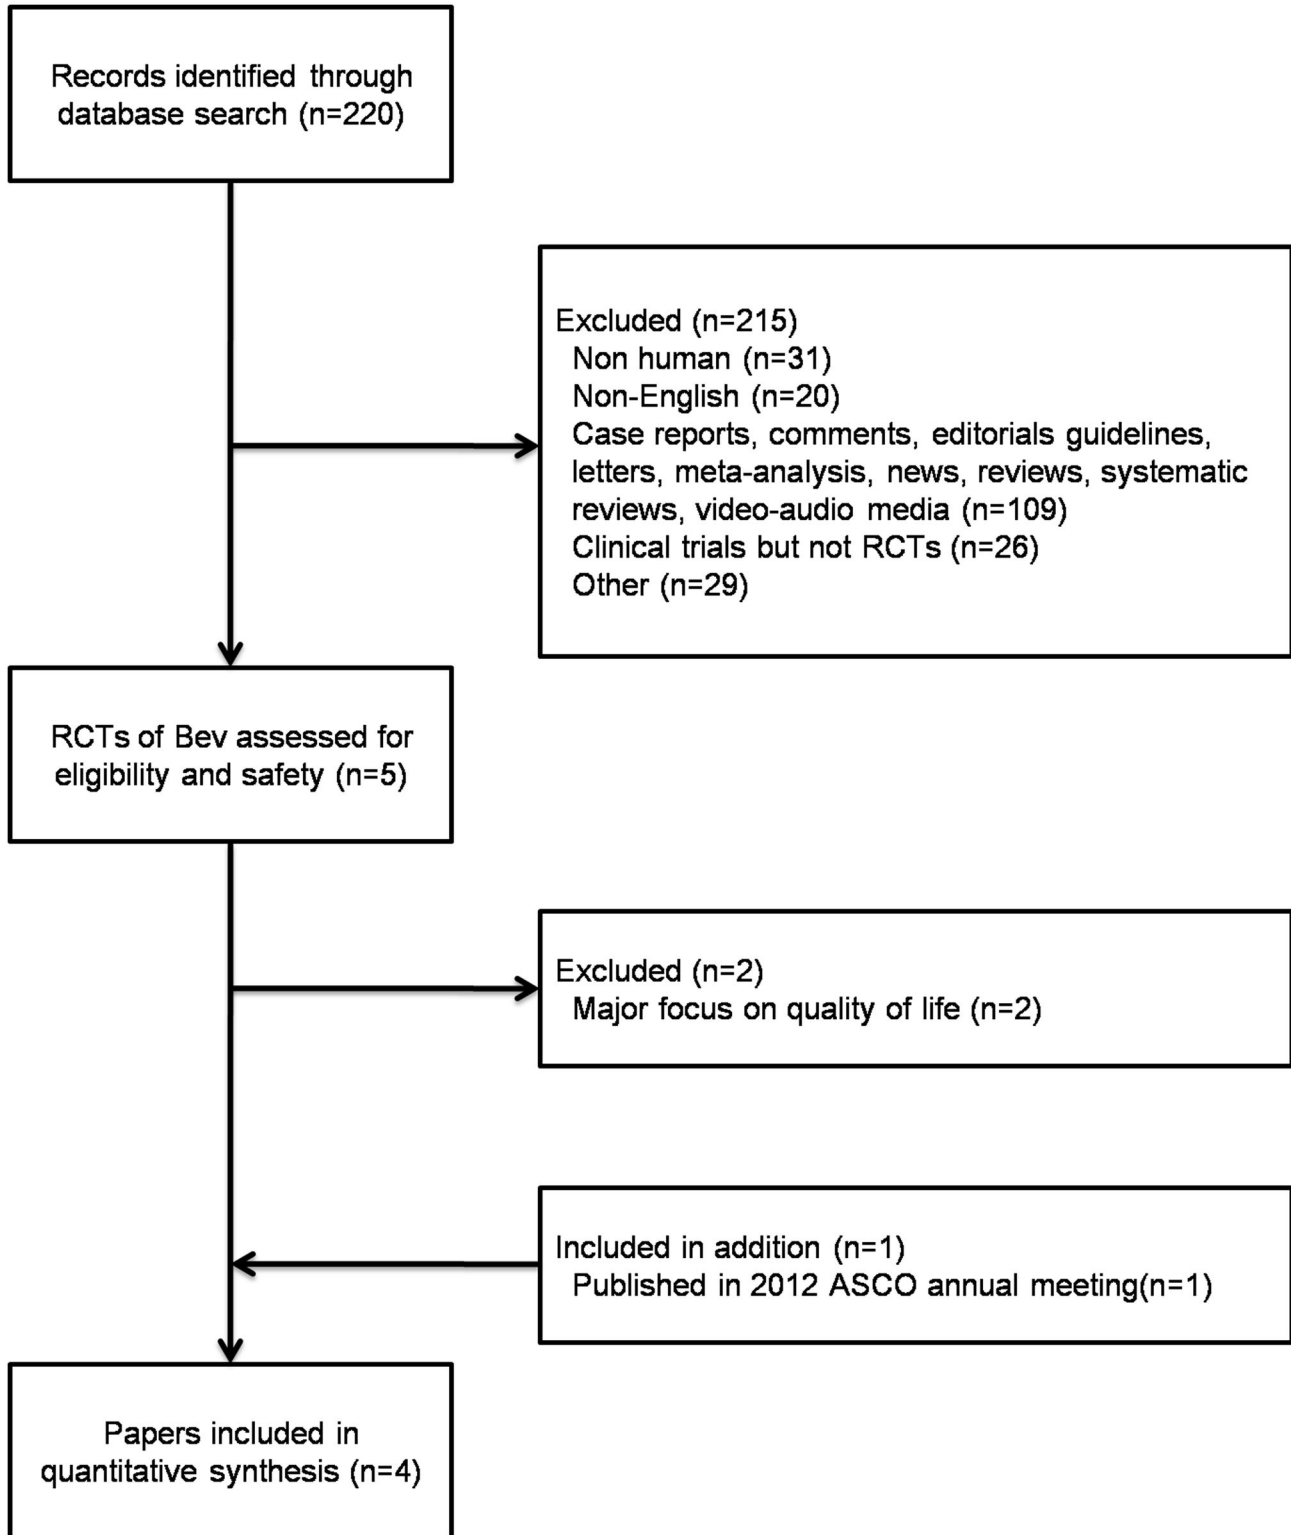 Records identified through
database search (n=220)
Excluded (n=215)
Non human (n=31)
Non-English (n=20)
Case reports, comments, editorials guidelines,
letters, meta-analysis, news, reviews, systematic
reviews, video-audio media (n=109)
Clinical trials but not RCTs (n=26)
Other (n=29)
RCTs of Bev assessed for
eligibility and safety (n=5)
Excluded (n=2)
Major focus on quality of life (n=2)
Included in addition (n=1)
Published in 2012 ASCO annual meeting(n=1)
Papers included in
quantitative synthesis (n=4)